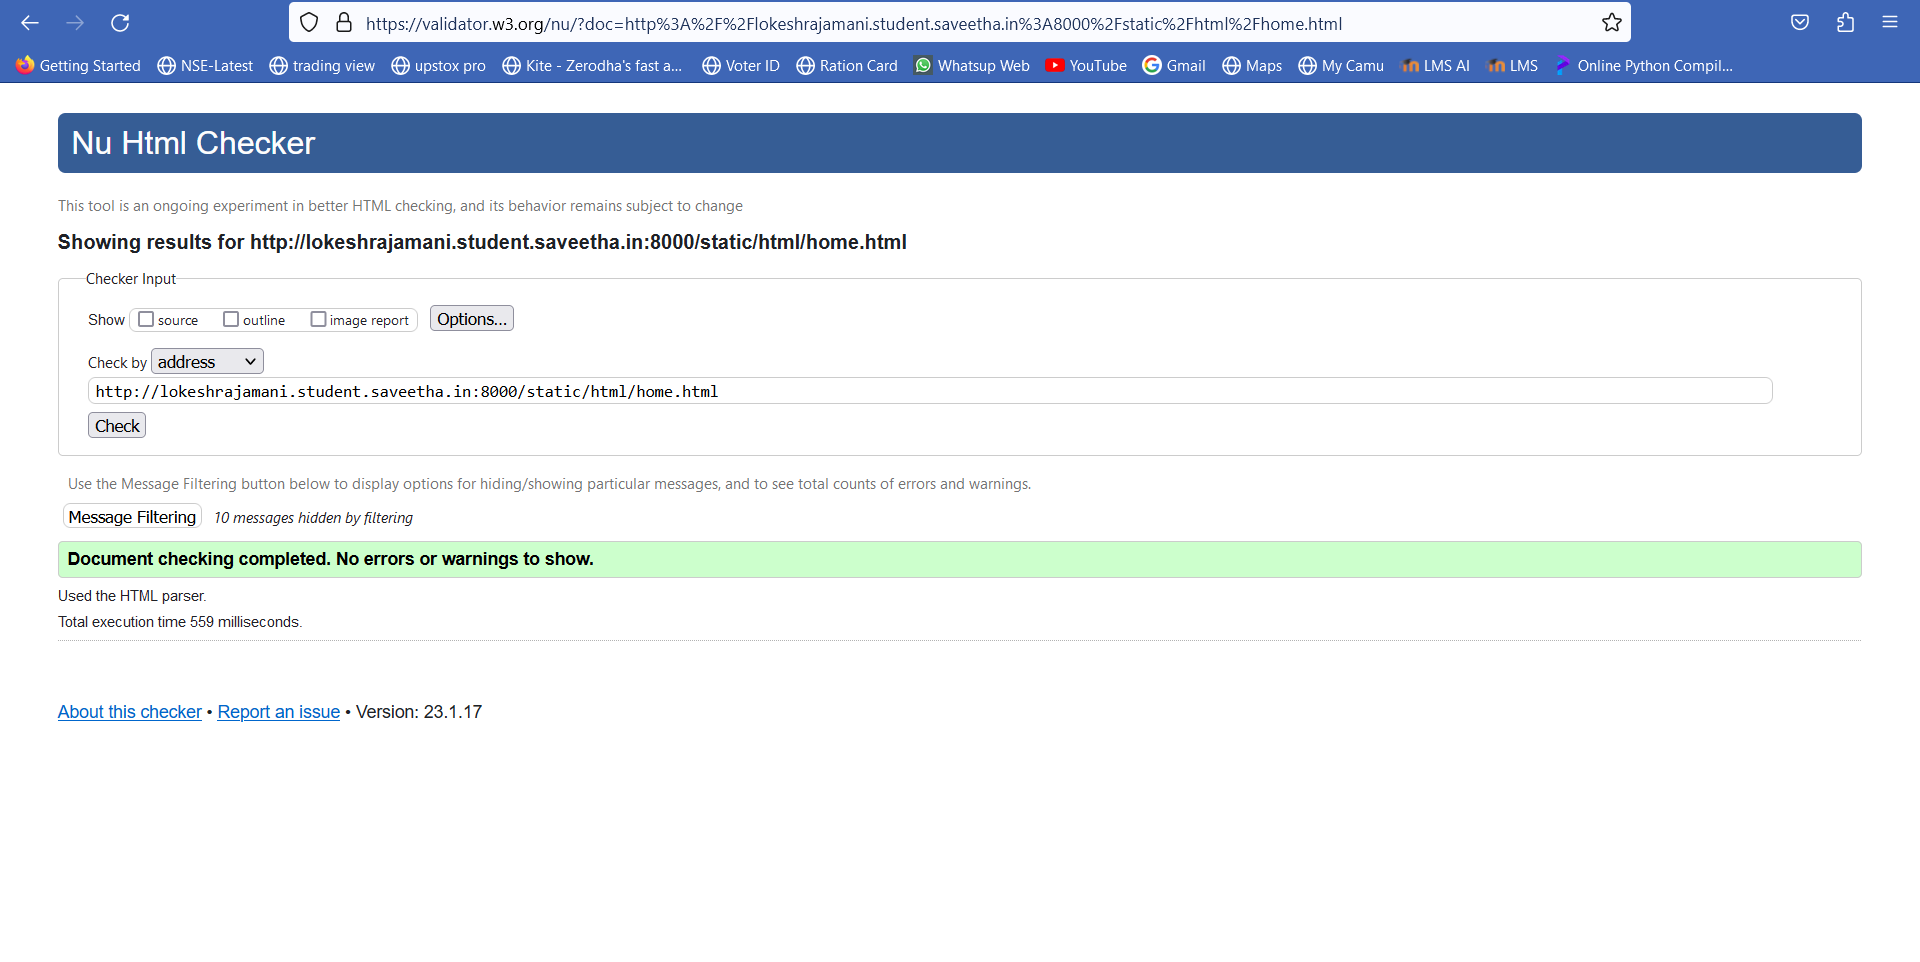 https://validator.w3.org/nu/?doc=http%3A%2F%2Flokeshrajamani.student.saveetha.in%3A8000%2Fstatic%2Fhtml%2Fhome.html
Getting Started NSE-Latest trading view upstox pro Kite - Zerodha's fast a... Voter ID Ration Card Whatsup Web YouTube Gmail Maps My Camu LMS AI LMS Online Python Compil...
Nu Html Checker
This tool is an ongoing experiment in better HTML checking, and its behavior remains subject to change
Showing results for http://lokeshrajamani.student.saveetha.in:8000/static/html/home.html
Checker Input
Show source outline image report Options...
Check by address
http://lokeshrajamani.student.saveetha.in:8000/static/html/home.html
Check
Use the Message Filtering button below to display options for hiding/showing particular messages, and to see total counts of errors and warnings.
Message Filtering 10 messages hidden by filtering
Document checking completed. No errors or warnings to show.
Used the HTML parser.
Total execution time 559 milliseconds.
About this checker • Report an issue • Version: 23.1.17